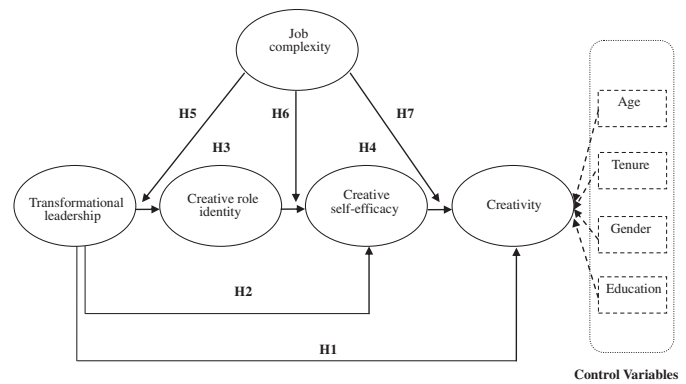 Job
complexity
H5
H6
H7
H3
H4
Transformational
leadership
Creative role
identity
Creative
self-efficacy
Creativity
H2
H1
Age
Tenure
Gender
Education
Control Variables